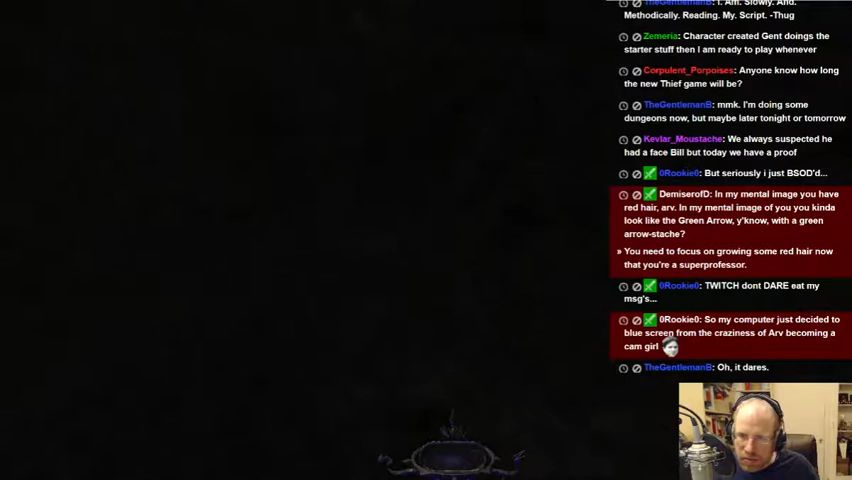 TheGentlemanB: I. Am. Slowly. And.
Methodically. Reading. My. Script. -Thug
Zemeria: Character created Gent doings the
starter stuff then I am ready to play whenever
Corpulent_Porpoises: Anyone know how long
the new Thief game will be?
TheGentlemanB: mmk. I'm doing some
dungeons now, but maybe later tonight or tomorrow
Kevlar_Moustache: We always suspected he
had a face Bill but today we have a proof
0Rookie0: But seriously i just BSOD'd...
DemiserofD: In my mental image you have
red hair, arv. In my mental image of you you kinda
look like the Green Arrow, y'know, with a green
arrow-stache?
» You need to focus on growing some red hair now
that you're a superprofessor.
0Rookie0: TWITCH dont DARE eat my
msg's...
0Rookie0: So my computer just decided to
blue screen from the craziness of Arv becoming a
cam girl
TheGentlemanB: Oh, it dares.